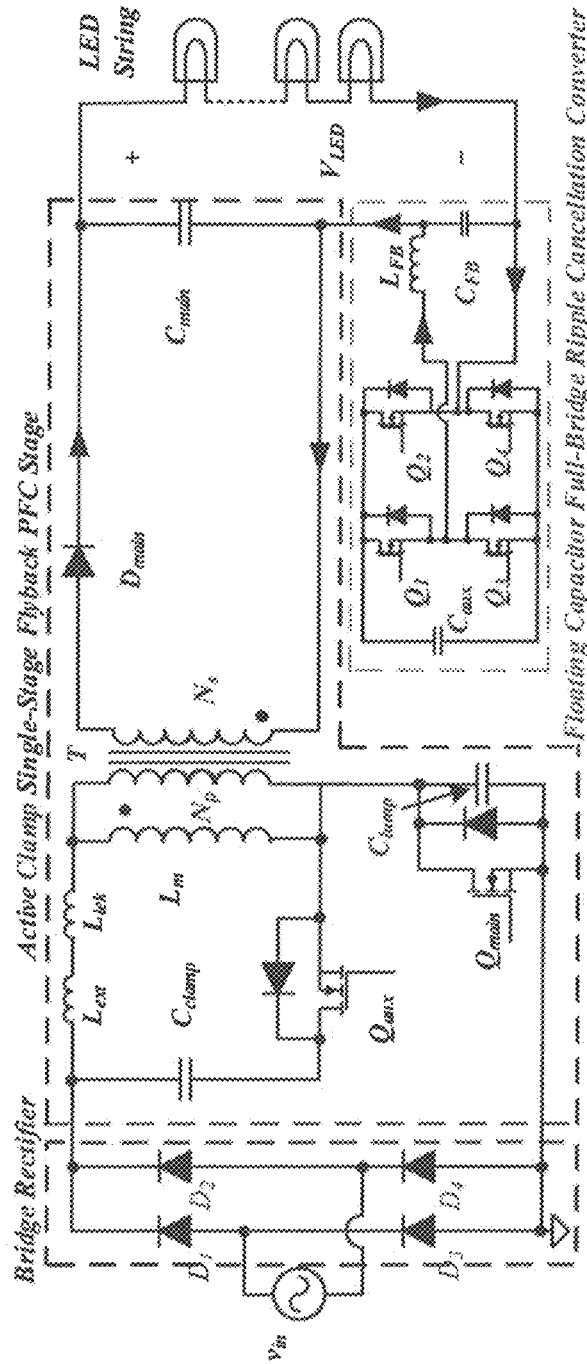 Bridge Rectifier
Active Clamp Single-Stage Flyback PFC Stage
LED
String
L_ext
L_lek
T
D_main
+
C_clamp
L_m
N_p
N_s
C_main
V_LED
−
D_1
D_2
Q_aux
v_in
D_3
D_4
Q_main
C_lump
C_aux
Q_1
Q_2
Q_3
Q_4
L_FB
C_FB
Floating Capacitor Full-Bridge Ripple Cancellation Converter